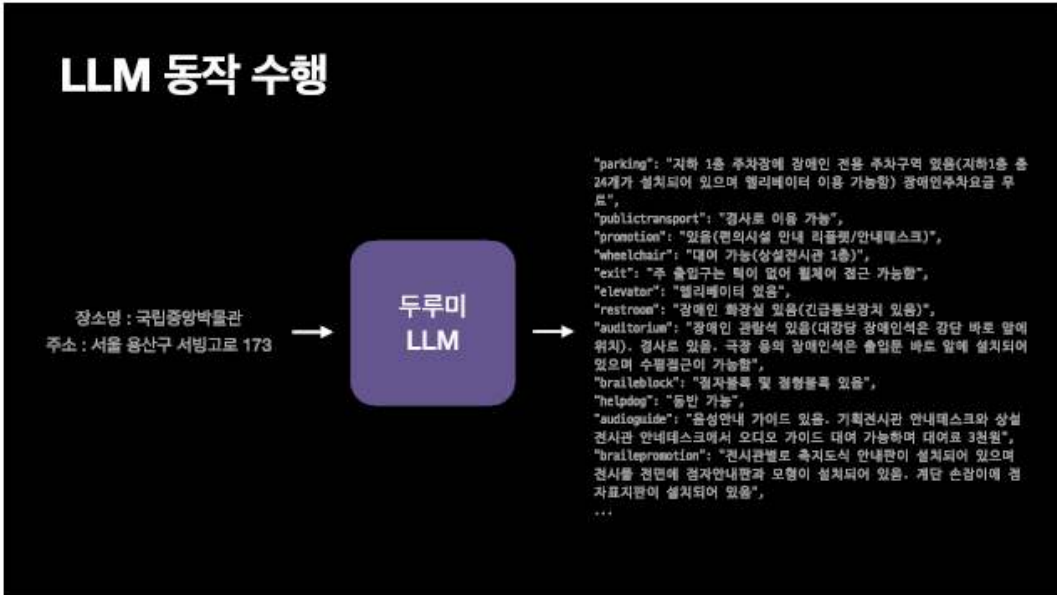 LLM 동작 수행
장소명 : 국립중앙박물관
주소 : 서울 용산구 서빙고로 173
두루미
LLM
"parking": "지하 1층 주차장에 장애인 전용 주차구역 있음(지하1층 총
24개가 설치되어 있으며 엘리베이터 이용 가능함) 장애인주차요금 무
료",
"publictransport": "경사로 이용 가능",
"promotion": "있음(편의시설 안내 리플렛/안내데스크)",
"wheelchair": "대여 가능(상설전시관 1층)",
"exit": "주 출입구는 턱이 없어 휠체어 접근 가능함",
"elevator": "엘리베이터 있음",
"restroom": "장애인 화장실 있음(긴급통보장치 있음)",
"auditorium": "장애인 관람석 있음(대강당 장애인석은 강단 바로 앞에
위치). 경사로 있음. 극장 용의 장애인석은 출입문 바로 앞에 설치되어
있으며 수평접근이 가능함",
"braileblock": "점자블록 및 점형블록 있음",
"helpdog": "동반 가능",
"audioguide": "음성안내 가이드 있음. 기획전시관 안내데스크와 상설
전시관 안네데스크에서 오디오 가이드 대여 가능하며 대여료 3천원",
"brailepromotion": "전시관별로 촉지도식 안내판이 설치되어 있으며
전시물 전면에 점자안내판과 모형이 설치되어 있음. 계단 손잡이에 점
자표지판이 설치되어 있음",
...